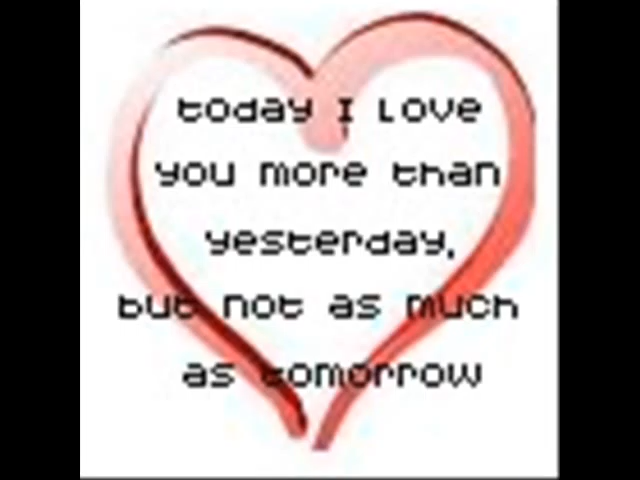 today I Love
you more than
yesterday,
but not as much
as tomorrow